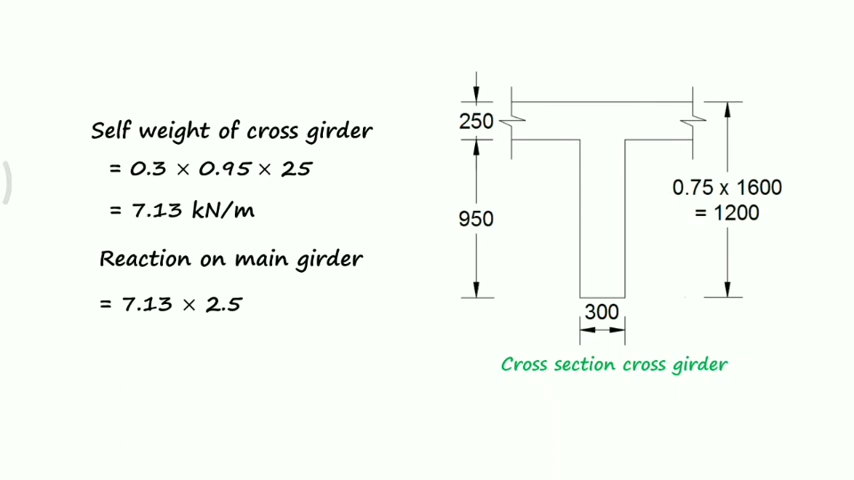 Self weight of cross girder
= 0.3 × 0.95 × 25
= 7.13 kN/m
Reaction on main girder
= 7.13 × 2.5
250
950
0.75 x 1600
= 1200
300
Cross section cross girder